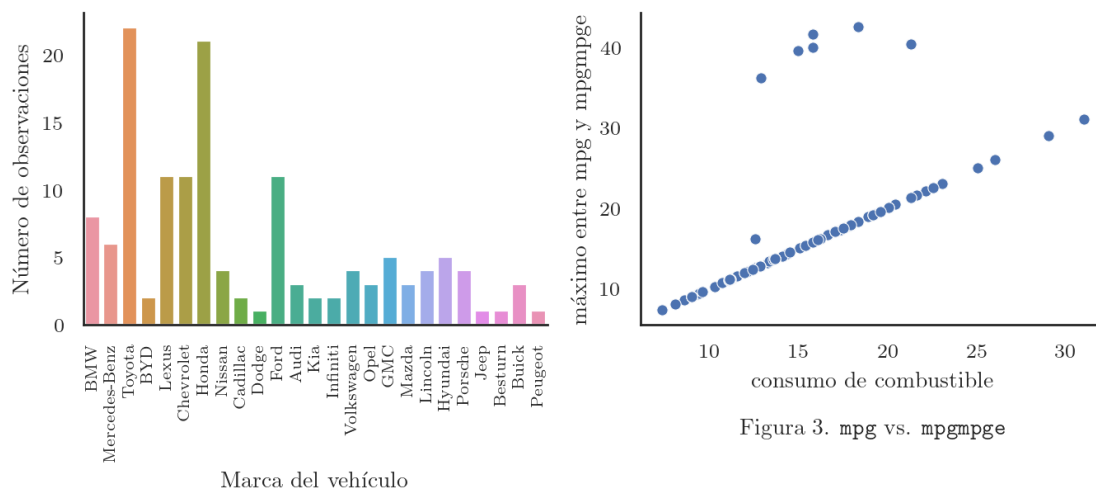 Número de observaciones
20
15
10
5
0
BMW
Mercedes-Benz
Toyota
BYD
Lexus
Chevrolet
Honda
Nissan
Cadillac
Dodge
Ford
Audi
Kia
Infiniti
Volkswagen
Opel
GMC
Mazda
Lincoln
Hyundai
Porsche
Jeep
Besturn
Buick
Peugeot
Marca del vehículo
máximo entre mpg y mpgmpge
40
30
20
10
10 15 20 25 30
consumo de combustible
Figura 3. mpg vs. mpgmpge